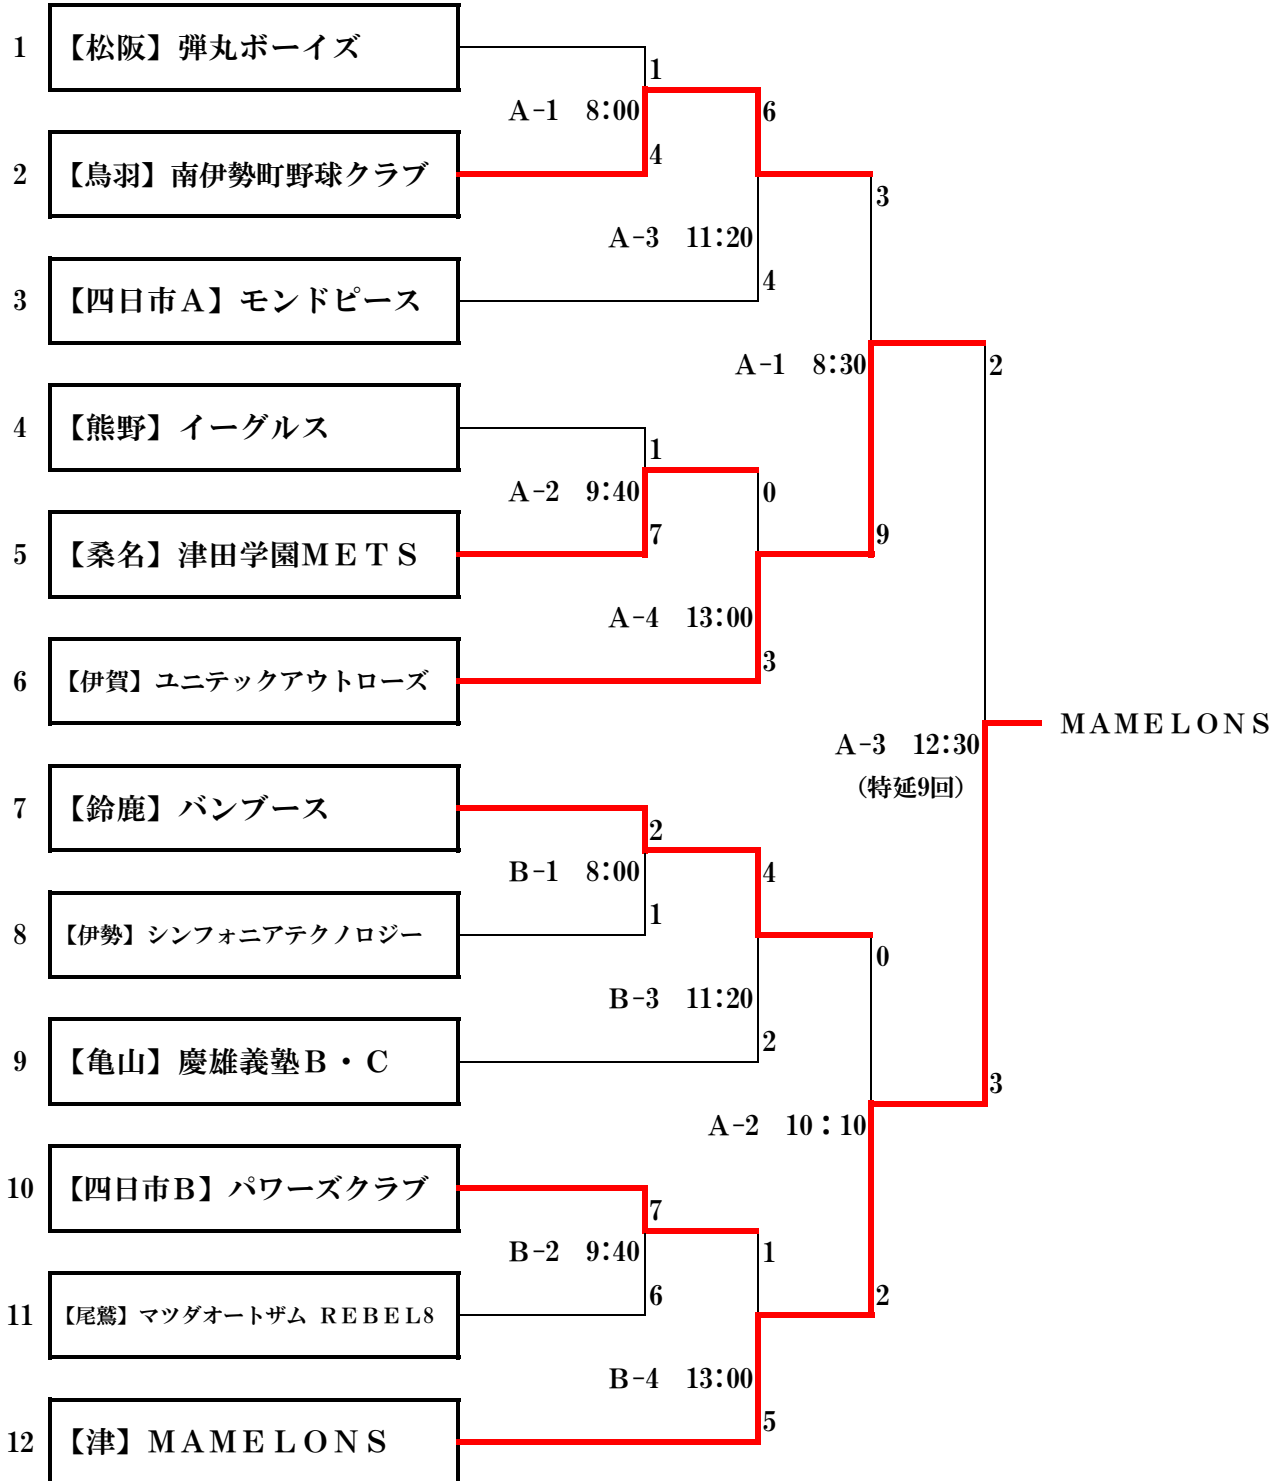 1 【松阪】弾丸ボーイズ
1
A-1 8:00
6
2 【鳥羽】南伊勢町野球クラブ
4
3
A-3 11:20
3 【四日市A】モンドピース
4
A-1 8:30
2
4 【熊野】イーグルス
1
A-2 9:40
0
5 【桑名】津田学園METS
7
9
A-4 13:00
6 【伊賀】ユニテックアウトローズ
3
MAMELONS
A-3 12:30
(特延9回)
7 【鈴鹿】バンブース
2
B-1 8:00
4
8 【伊勢】シンフォニアテクノロジー
1
0
B-3 11:20
9 【亀山】慶雄義塾B・C
2
3
A-2 10:10
10 【四日市B】パワーズクラブ
7
B-2 9:40
1
11 【尾鷲】マツダオートザム REBEL8
6
2
B-4 13:00
12 【津】MAMELONS
5